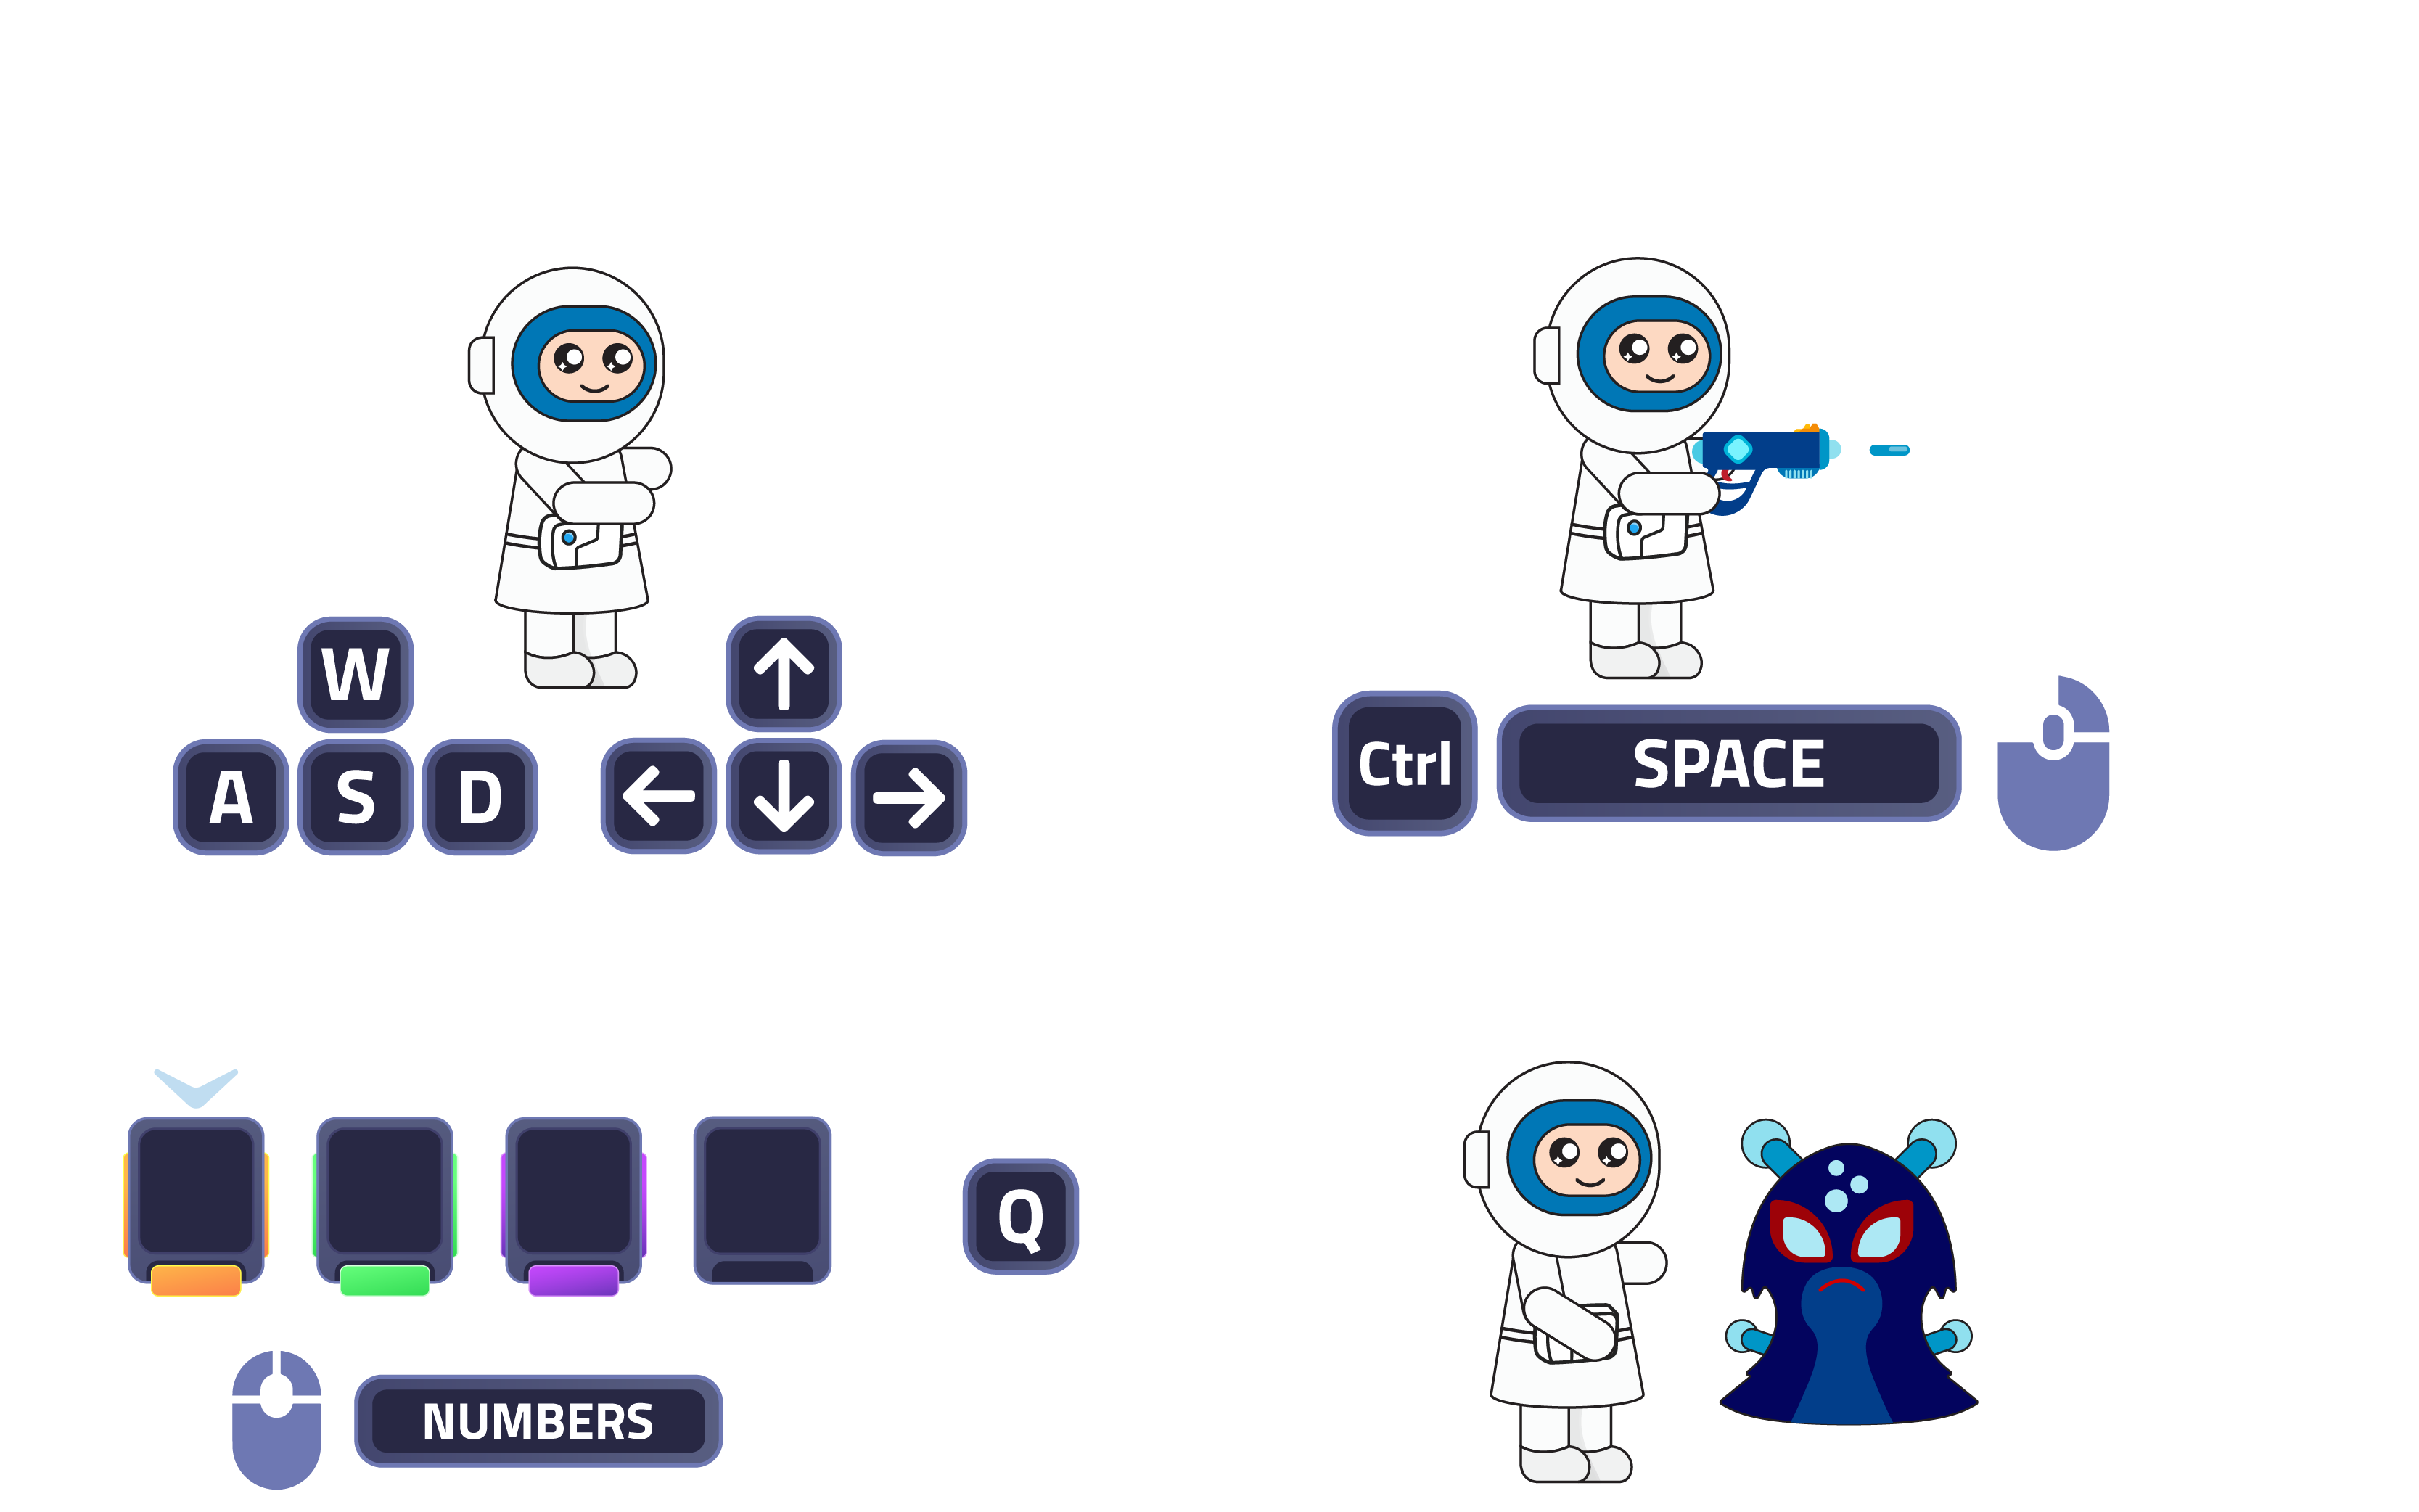 W
A S D
↑
← ↓ →
Ctrl SPACE
Q
NUMBERS